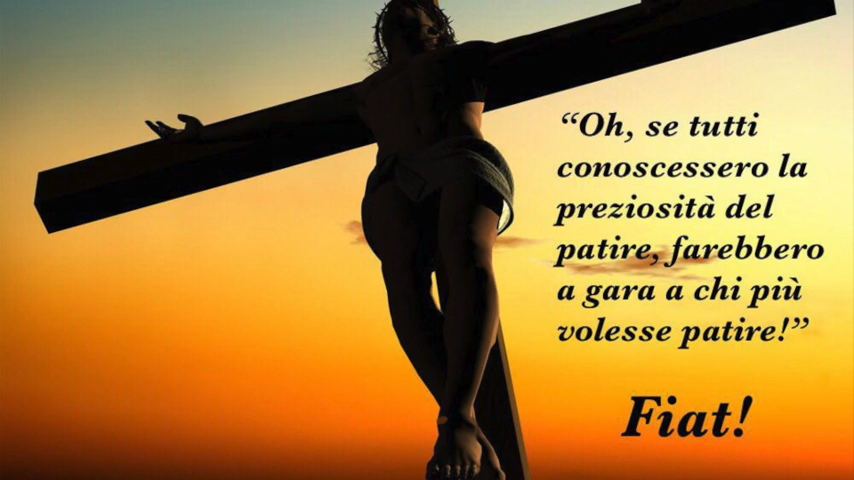 “Oh, se tutti
conoscessero la
preziosità del
patire, farebbero
a gara a chi più
volesse patire!”
Fiat!